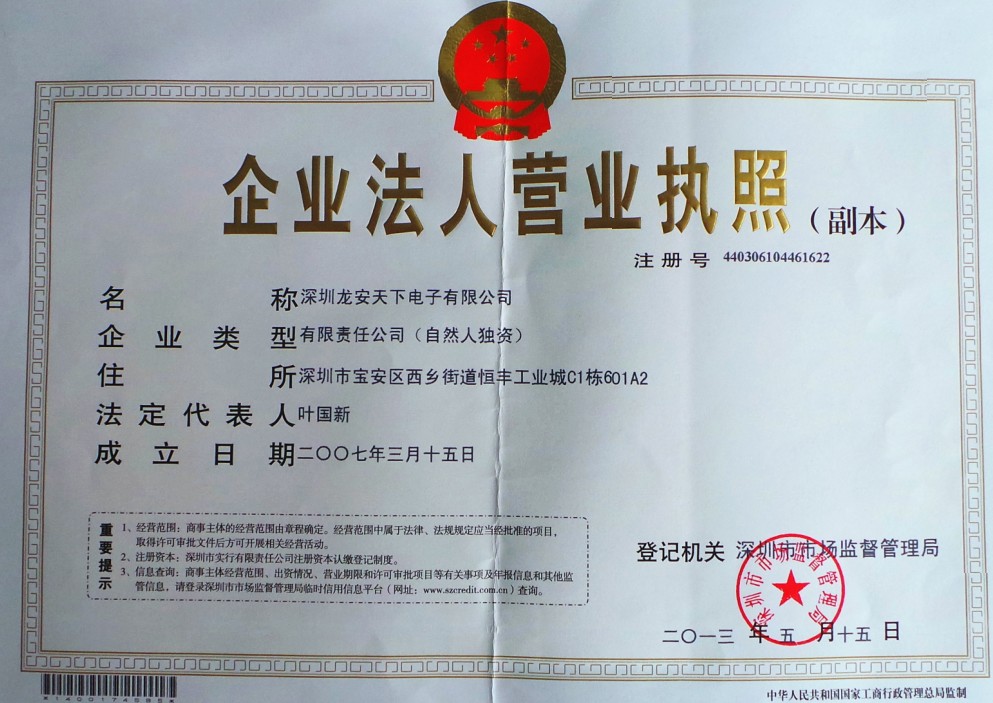 企业法人营业执照
（副本）
注册号 440306104461622
名称 深圳龙安天下电子有限公司
企业类型 有限责任公司（自然人独资）
住所 深圳市宝安区西乡街道恒丰工业城C1栋601A2
法定代表人 叶国新
成立日期 二〇〇七年三月十五日
重要提示
1、经营范围：商事主体的经营范围由章程确定。经营范围中属于法律、法规规定应当经批准的项目，
取得许可审批文件后方可开展相关经营活动。
2、注册资本：深圳市实行有限责任公司注册资本认缴登记制度。
3、信息查询：商事主体经营范围、出资情况、营业期限和许可审批项目等有关事项及年报信息和其他监
管信息，请登录深圳市市场监督管理局临时信用信息平台（网址：www.szcredit.com.cn）查询。
登记机关 深圳市市场监督管理局
深圳市市场监督管理局
二〇一三年五月十五日
中华人民共和国国家工商行政管理总局监制